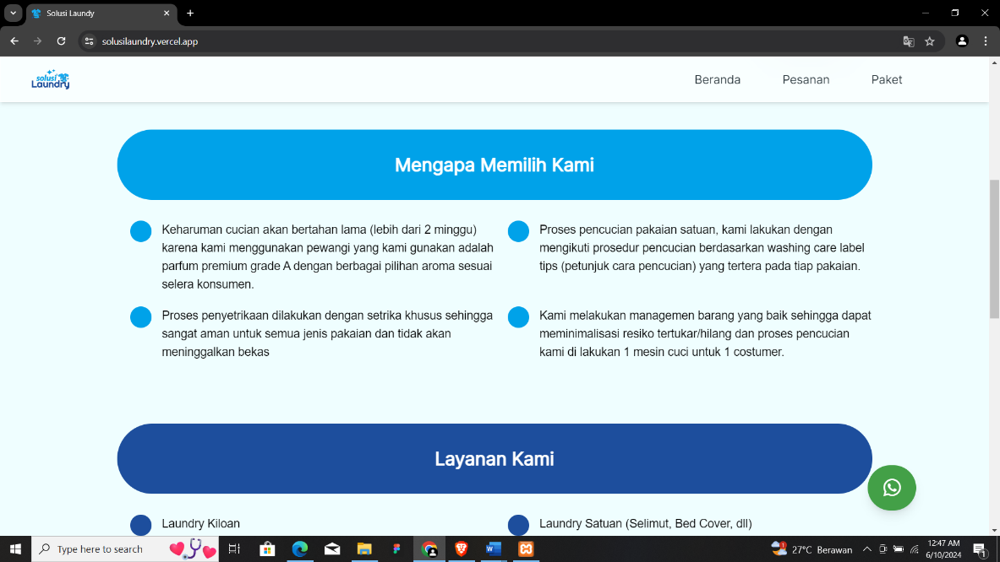 Solusi Laundy
solusilaundry.vercel.app
solusi
Laundry
Beranda
Pesanan
Paket
Mengapa Memilih Kami
Keharuman cucian akan bertahan lama (lebih dari 2 minggu)
karena kami menggunakan pewangi yang kami gunakan adalah
parfum premium grade A dengan berbagai pilihan aroma sesuai
selera konsumen.
Proses pencucian pakaian satuan, kami lakukan dengan
mengikuti prosedur pencucian berdasarkan washing care label
tips (petunjuk cara pencucian) yang tertera pada tiap pakaian.
Proses penyetrikaan dilakukan dengan setrika khusus sehingga
sangat aman untuk semua jenis pakaian dan tidak akan
meninggalkan bekas
Kami melakukan managemen barang yang baik sehingga dapat
meminimalisasi resiko tertukar/hilang dan proses pencucian
kami di lakukan 1 mesin cuci untuk 1 costumer.
Layanan Kami
Laundry Kiloan
Laundry Satuan (Selimut, Bed Cover, dll)
Type here to search
27°C Berawan
12:47 AM
6/10/2024
1